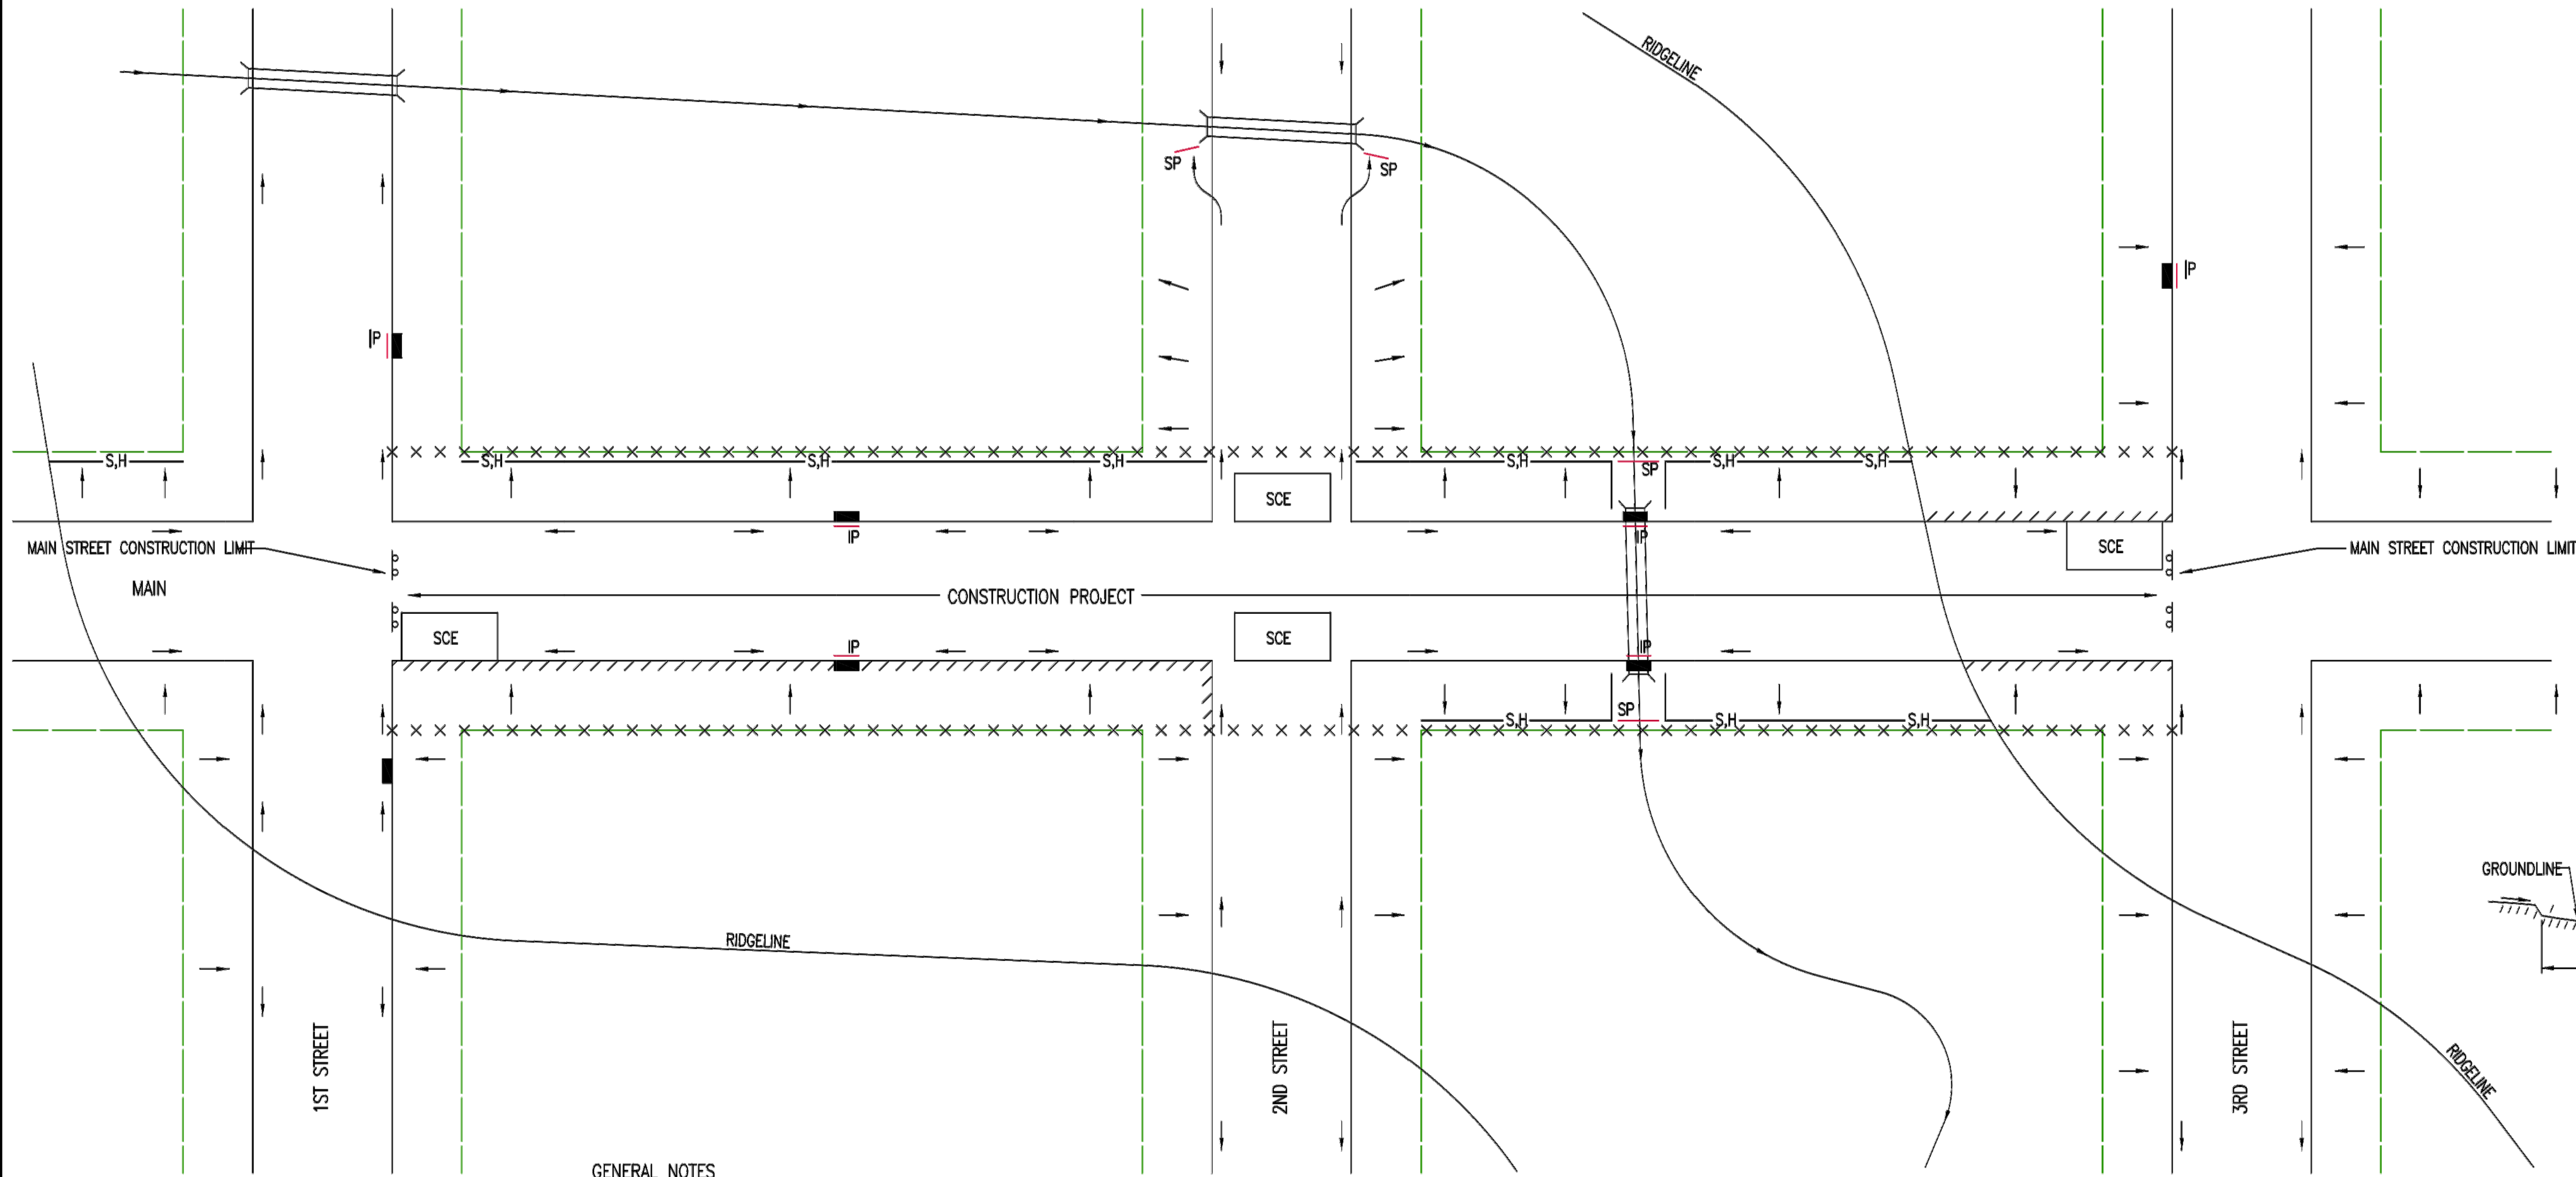 RIDGELINE
SP
SP
IP
IP
S,H
S,H
S,H
S,H
S,H
SP
S,H
S,H
SCE
IP
IP
SCE
MAIN STREET CONSTRUCTION LIMIT
MAIN STREET CONSTRUCTION LIMIT
MAIN
CONSTRUCTION PROJECT
SCE
SCE
IP
IP
SP
S,H
S,H
S,H
GROUNDLINE
RIDGELINE
1ST STREET
2ND STREET
3RD STREET
RIDGELINE
GENERAL NOTES